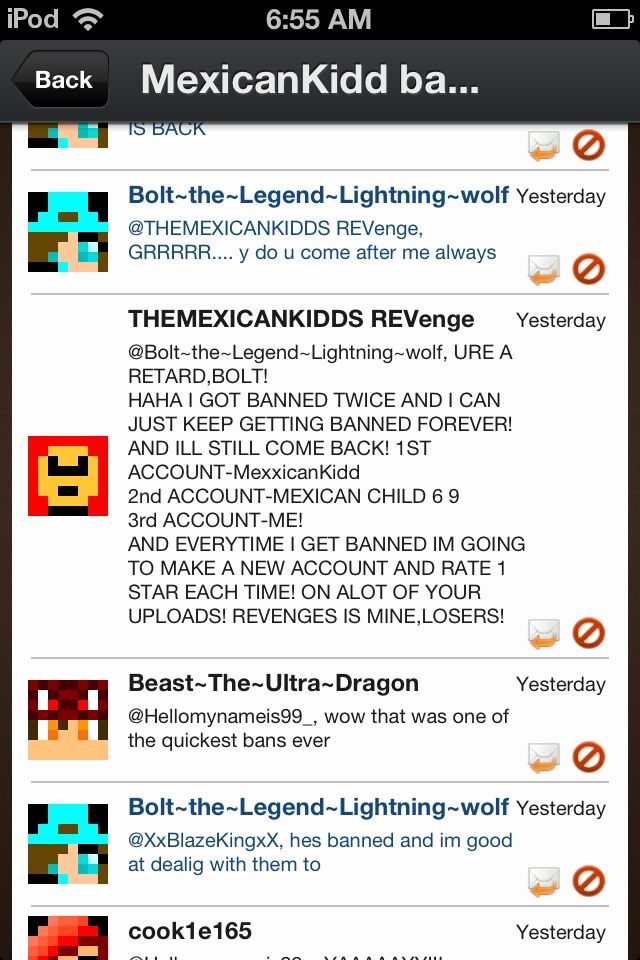 iPod 6:55 AM
Back MexicanKidd ba...
IS BACK
Bolt~the~Legend~Lightning~wolf Yesterday
@THEMEXICANKIDDS REVenge,
GRRRRR.... y do u come after me always
THEMEXICANKIDDS REVenge Yesterday
@Bolt~the~Legend~Lightning~wolf, URE A
RETARD,BOLT!
HAHA I GOT BANNED TWICE AND I CAN
JUST KEEP GETTING BANNED FOREVER!
AND ILL STILL COME BACK! 1ST
ACCOUNT-MexxicanKidd
2nd ACCOUNT-MEXICAN CHILD 6 9
3rd ACCOUNT-ME!
AND EVERYTIME I GET BANNED IM GOING
TO MAKE A NEW ACCOUNT AND RATE 1
STAR EACH TIME! ON ALOT OF YOUR
UPLOADS! REVENGES IS MINE,LOSERS!
Beast~The~Ultra~Dragon Yesterday
@Hellomynameis99_, wow that was one of
the quickest bans ever
Bolt~the~Legend~Lightning~wolf Yesterday
@XxBlazeKingxX, hes banned and im good
at dealig with them to
cook1e165 Yesterday